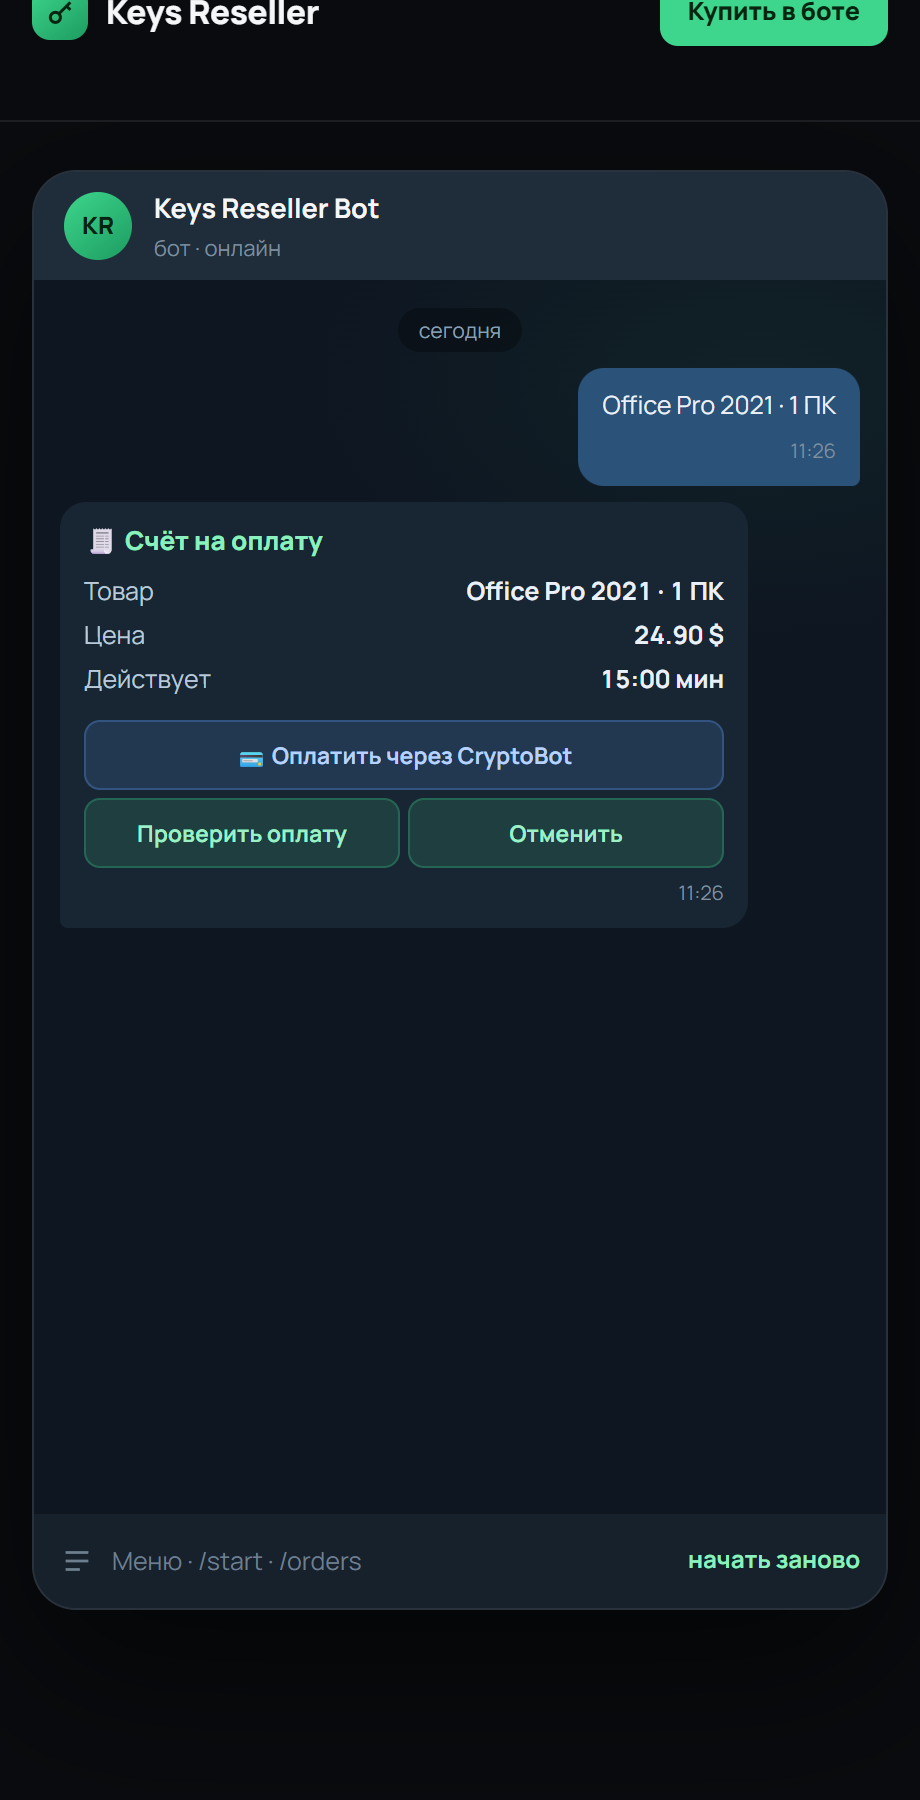 Keys Reseller
Купить в боте
KR
Keys Reseller Bot
бот · онлайн
сегодня
Office Pro 2021 · 1 ПК
11:26
Счёт на оплату
Товар Office Pro 2021 · 1 ПК
Цена 24.90 $
Действует 15:00 мин
Оплатить через CryptoBot
Проверить оплату Отменить
11:26
Меню · /start · /orders начать заново